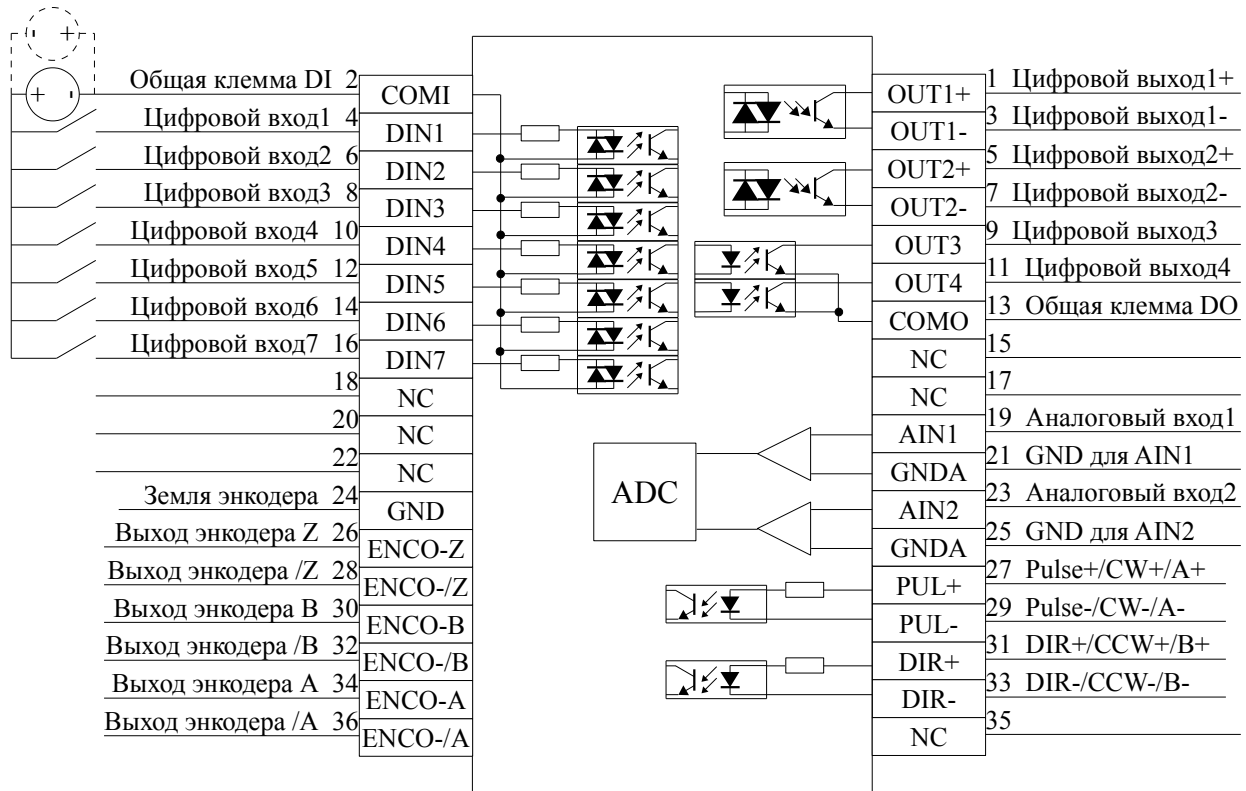 Общая клемма DI 2 COMI
Цифровой вход1 4 DIN1
Цифровой вход2 6 DIN2
Цифровой вход3 8 DIN3
Цифровой вход4 10 DIN4
Цифровой вход5 12 DIN5
Цифровой вход6 14 DIN6
Цифровой вход7 16 DIN7
18 NC
20 NC
22 NC
Земля энкодера 24 GND
Выход энкодера Z 26 ENCO-Z
Выход энкодера /Z 28 ENCO-/Z
Выход энкодера B 30 ENCO-B
Выход энкодера /B 32 ENCO-/B
Выход энкодера A 34 ENCO-A
Выход энкодера /A 36 ENCO-/A
ADC
OUT1+ 1 Цифровой выход1+
OUT1- 3 Цифровой выход1-
OUT2+ 5 Цифровой выход2+
OUT2- 7 Цифровой выход2-
OUT3 9 Цифровой выход3
OUT4 11 Цифровой выход4
COMO 13 Общая клемма DO
NC 15
NC 17
AIN1 19 Аналоговый вход1
GNDA 21 GND для AIN1
AIN2 23 Аналоговый вход2
GNDA 25 GND для AIN2
PUL+ 27 Pulse+/CW+/A+
PUL- 29 Pulse-/CW-/A-
DIR+ 31 DIR+/CCW+/B+
DIR- 33 DIR-/CCW-/B-
NC 35